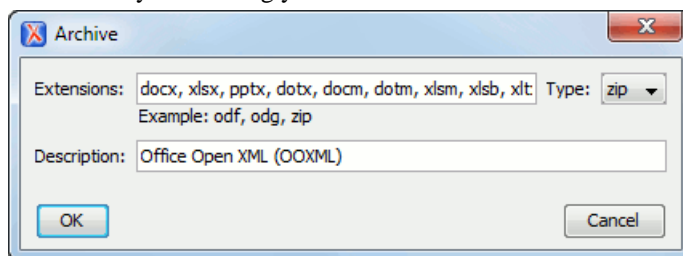 Archive
Extensions: docx, xlsx, pptx, dotx, docm, dotm, xlsm, xlsb, Type: zip
Example: odf, odg, zip
Description: Office Open XML (OOXML)
OK Cancel